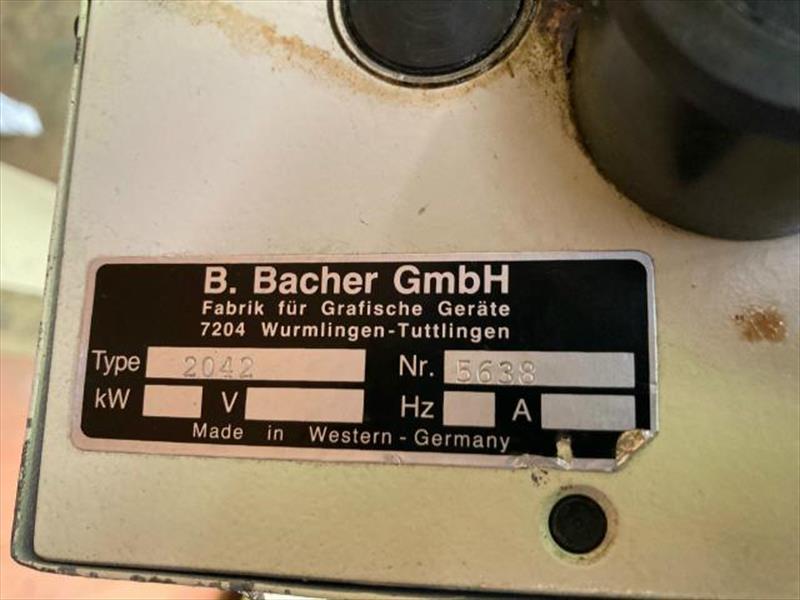 B. Bacher GmbH
Fabrik für Grafische Geräte
7204 Wurmlingen-Tuttlingen
Type 2042 Nr. 5638
kW V Hz A
Made in Western-Germany